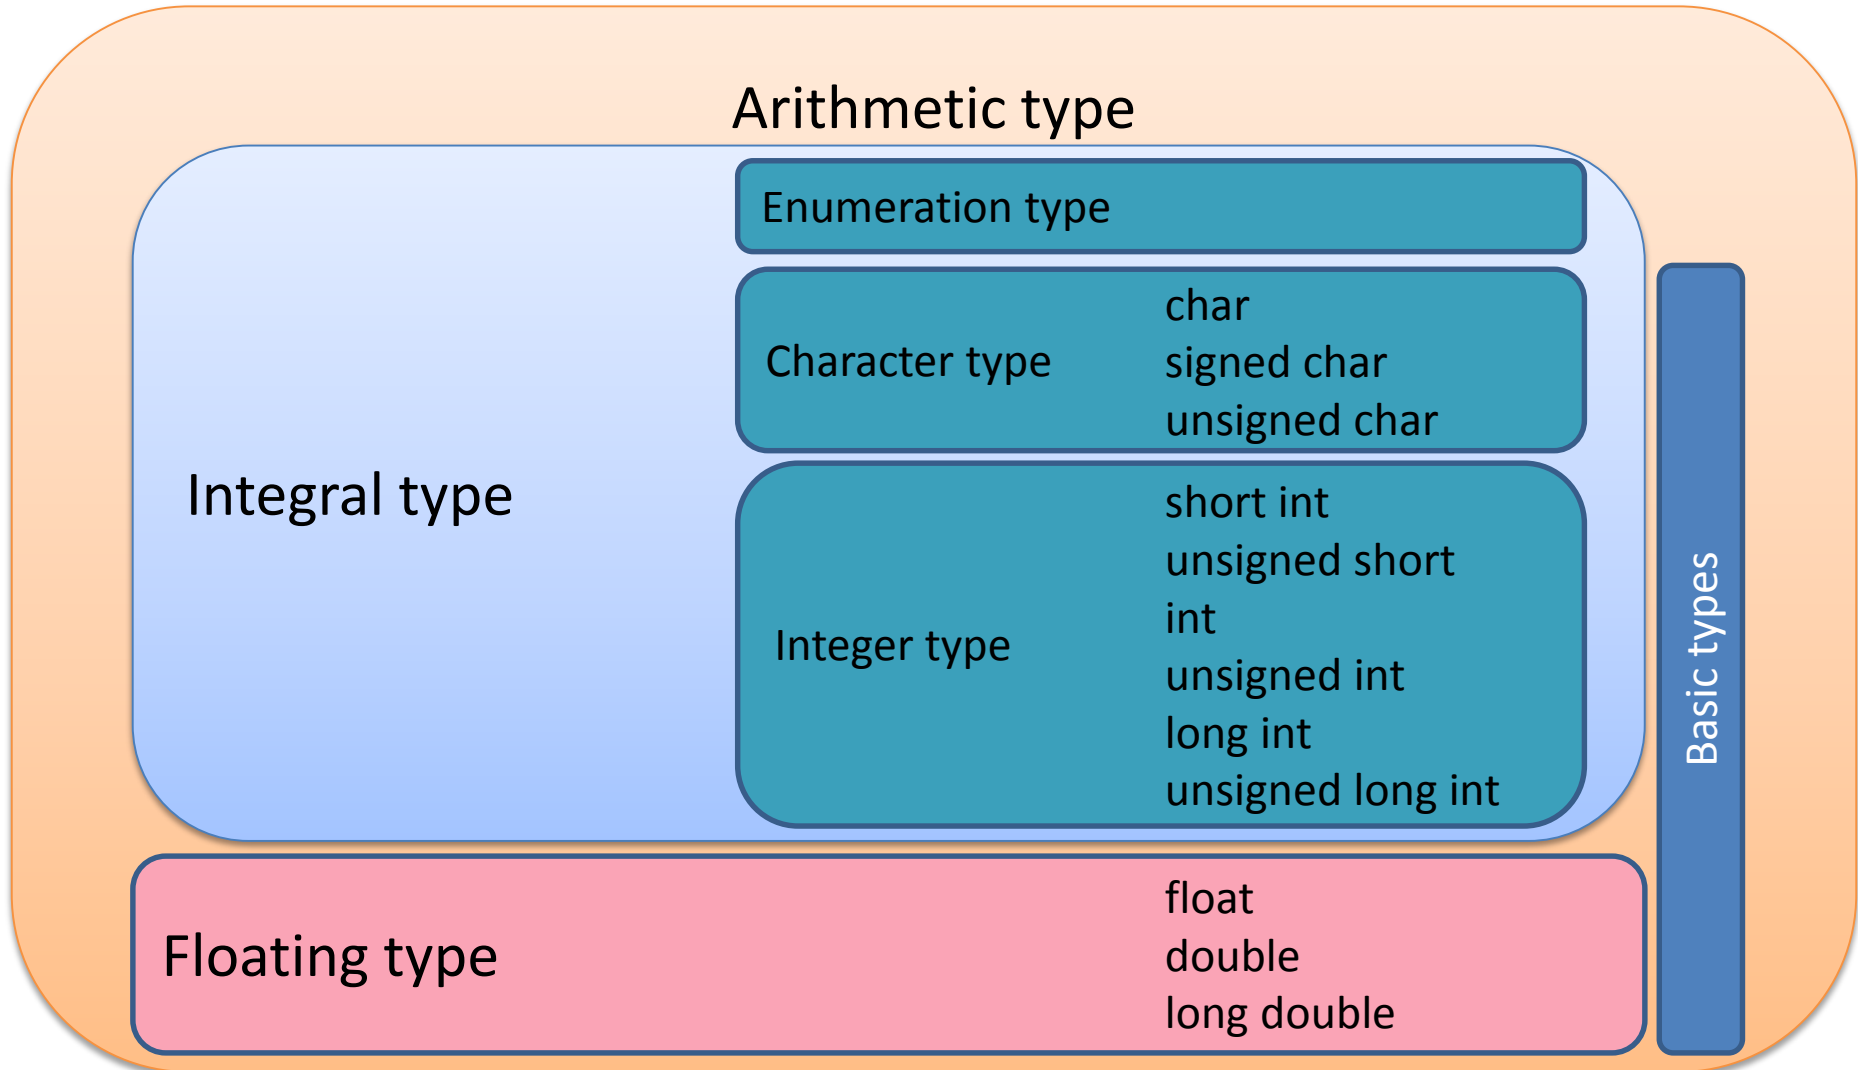 Arithmetic type
Enumeration type
Character type
char
signed char
unsigned char
Integral type
Integer type
short int
unsigned short
int
unsigned int
long int
unsigned long int
Basic types
Floating type
float
double
long double